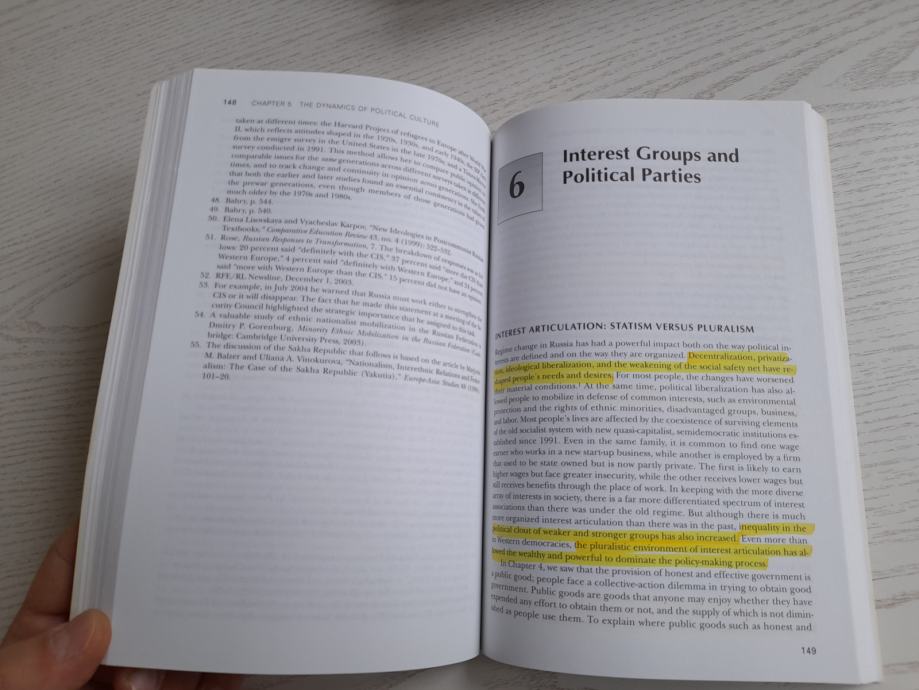 148 CHAPTER 5 THE DYNAMICS OF POLITICAL CULTURE
taken at different times: the Harvard Project of refugees in Europe after World War
II, which reflects attitudes shaped in the 1920s, 1930s, and early 1940s; the
from the emigre survey in the United States in the late 1970s; and a
survey conducted in 1991. This method allows her to compare
comparable issues for the same generations across different surveys taken at different
times, and to track change and continuity in opinion across generations. She
that both the earlier and later studies found an essential consistency in the
the prewar generations, even though members of those generations had
much older by the 1970s and 1980s.
48. Bahry, p. 544.
49. Bahry, p. 540.
50. Elena Lisovskaya and Vyacheslav Karpov, "New Ideologies in Postcommunist Russian
Textbooks," Comparative Education Review 43, no. 4 (1999): 522-532.
51. Rose, Russian Responses to Transformation, 7. The breakdown of responses was as fol-
lows: 20 percent said "definitely with the CIS," 37 percent said "more the CIS than
Western Europe," 4 percent said "definitely with Western Europe," and 24 percent
said "more with Western Europe than the CIS." 15 percent did not have an opinion.
52. RFE/RL Newsline, December 1, 2003.
53. For example, in July 2004 he warned that Russia must work either to strengthen the
CIS or it will disappear. The fact that he made this statement at a meeting of the Se-
curity Council highlighted the strategic importance that he assigned to this task.
54. A valuable study of ethnic nationalist mobilization in the Russian Federation is
Dmitry P. Gorenburg, Minority Ethnic Mobilization in the Russian Federation (Cam-
bridge: Cambridge University Press, 2003).
55. The discussion of the Sakha Republic that follows is based on the article by Marjorie
M. Balzer and Uliana A. Vinokurova, "Nationalism, Interethnic Relations and Feder-
alism: The Case of the Sakha Republic (Yakutia)," Europe-Asia Studies 48 (1996):
101-20.
6
Interest Groups and
Political Parties
INTEREST ARTICULATION: STATISM VERSUS PLURALISM
Regime change in Russia has had a powerful impact both on the way political in-
terests are defined and on the way they are organized. Decentralization, privatiza-
tion, ideological liberalization, and the weakening of the social safety net have re-
shaped people's needs and desires. For most people, the changes have worsened
their material conditions.¹ At the same time, political liberalization has also al-
lowed people to mobilize in defense of common interests, such as environmental
protection and the rights of ethnic minorities, disadvantaged groups, business,
and labor. Most people's lives are affected by the coexistence of surviving elements
of the old socialist system with new quasi-capitalist, semidemocratic institutions es-
tablished since 1991. Even in the same family, it is common to find one wage
earner who works in a new start-up business, while another is employed by a firm
that used to be state owned but is now partly private. The first is likely to earn
higher wages but face greater insecurity, while the other receives lower wages but
still receives benefits through the place of work. In keeping with the more diverse
array of interests in society, there is a far more differentiated spectrum of interest
associations than there was under the old regime. But although there is much
more organized interest articulation than there was in the past, inequality in the
political clout of weaker and stronger groups has also increased. Even more than
in Western democracies, the pluralistic environment of interest articulation has al-
lowed the wealthy and powerful to dominate the policy-making process.
In Chapter 4, we saw that the provision of honest and effective government is
a public good; people face a collective-action dilemma in trying to obtain good
government. Public goods are goods that anyone may enjoy whether they have
expended any effort to obtain them or not, and the supply of which is not dimin-
ished as people use them. To explain where public goods such as honest and
149